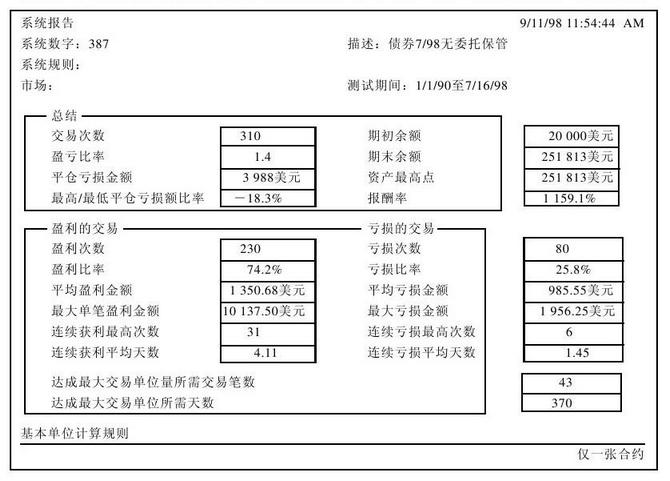 系统报告 9/11/98 11:54:44 AM
系统数字：387 描述：债券7/98无委托保管
系统规则：
市场： 测试期间：1/1/90至7/16/98
总结
交易次数 310 期初余额 20 000美元
盈亏比率 1.4 期末余额 251 813美元
平仓亏损金额 3 988美元 资产最高点 251 813美元
最高/最低平仓亏损额比率 －18.3% 报酬率 1 159.1%
盈利的交易 亏损的交易
盈利次数 230 亏损次数 80
盈利比率 74.2% 亏损比率 25.8%
平均盈利金额 1 350.68美元 平均亏损金额 985.55美元
最大单笔盈利金额 10 137.50美元 最大亏损金额 1 956.25美元
连续获利最高次数 31 连续亏损最高次数 6
连续获利平均天数 4.11 连续亏损平均天数 1.45
达成最大交易单位量所需交易笔数 43
达成最大交易单位所需天数 370
基本单位计算规则
仅一张合约